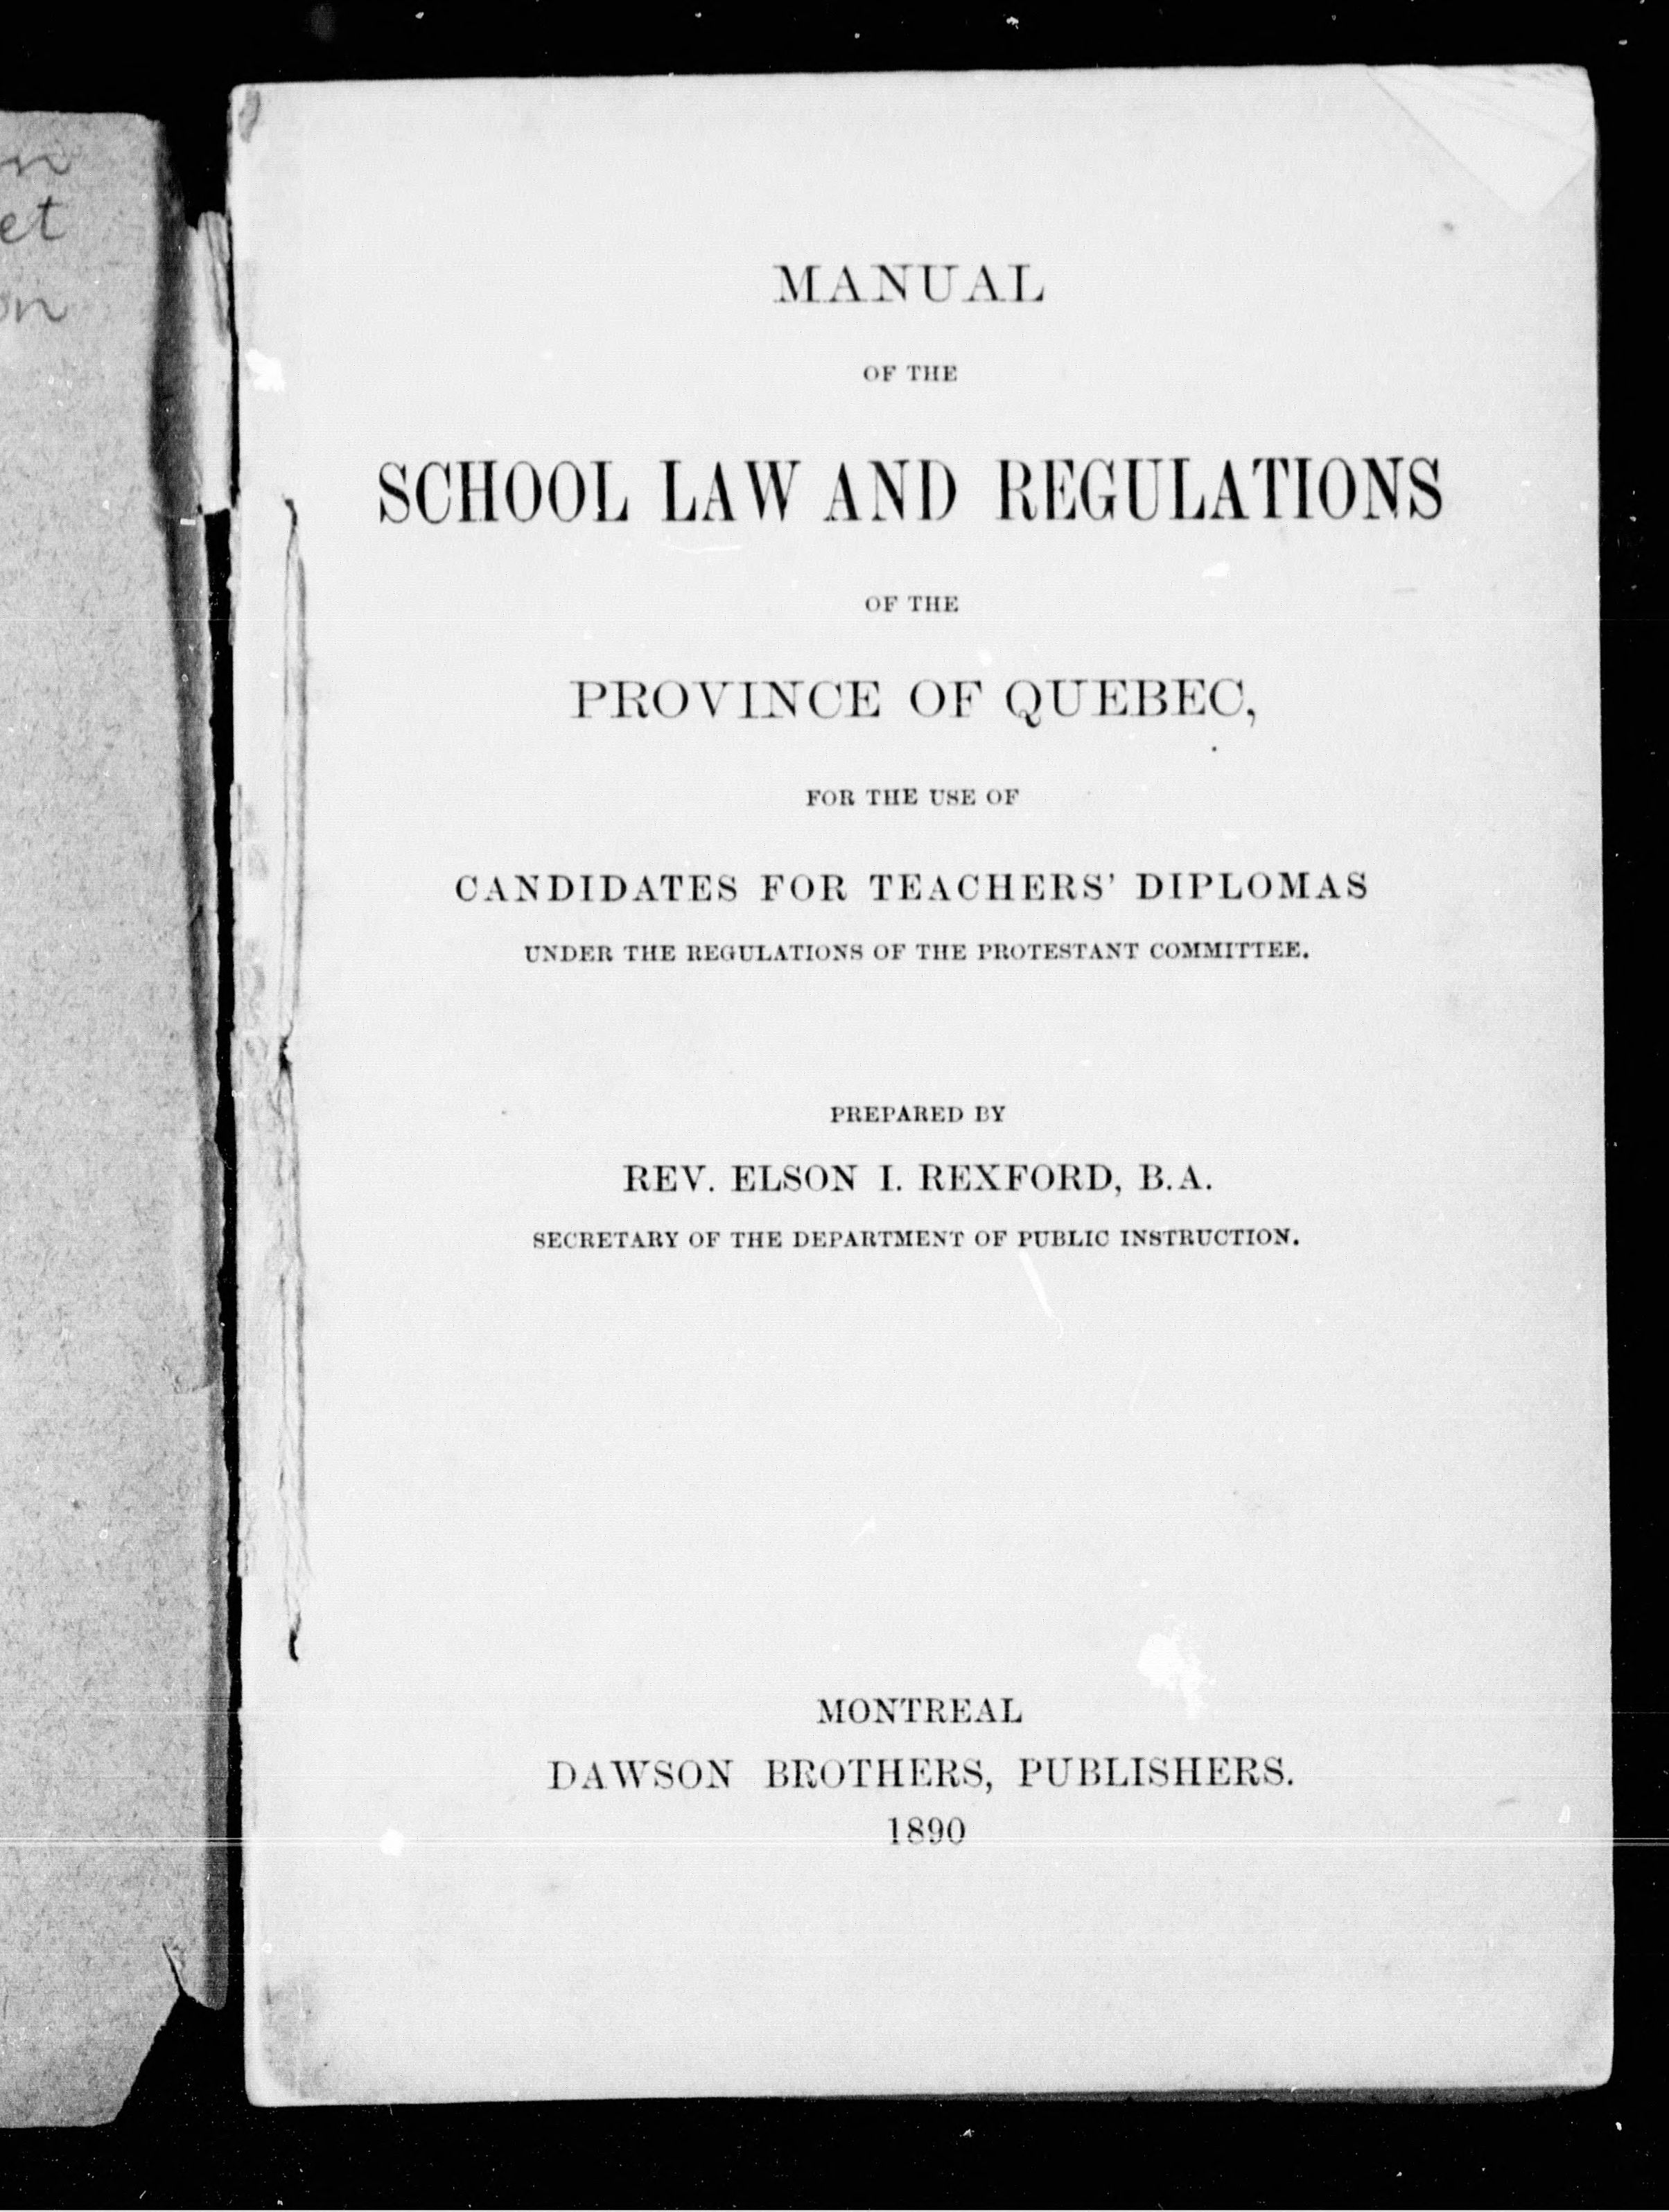 MANUAL
OF THE
SCHOOL LAW AND REGULATIONS
OF THE
PROVINCE OF QUEBEC,
FOR THE USE OF
CANDIDATES FOR TEACHERS' DIPLOMAS
UNDER THE REGULATIONS OF THE PROTESTANT COMMITTEE.
PREPARED BY
REV. ELSON I. REXFORD, B.A.
SECRETARY OF THE DEPARTMENT OF PUBLIC INSTRUCTION.
MONTREAL
DAWSON BROTHERS, PUBLISHERS.
1890